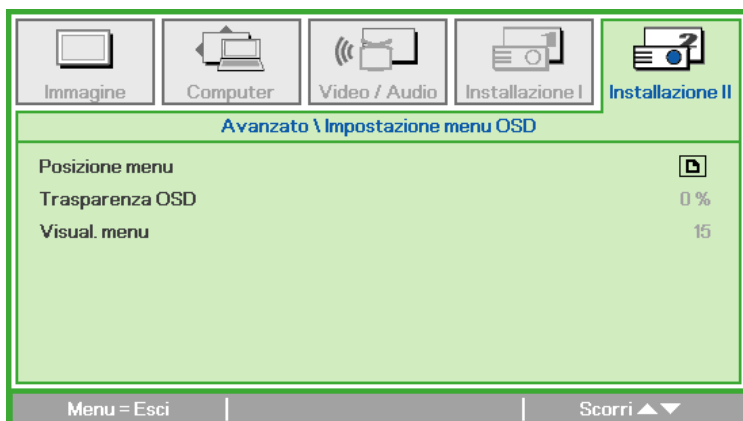 Immagine
Computer
Video / Audio
Installazione I
Installazione II
Avanzato \ Impostazione menu OSD
Posizione menu
Trasparenza OSD 0 %
Visual. menu 15
Menu = Esci Scorri ▲▼